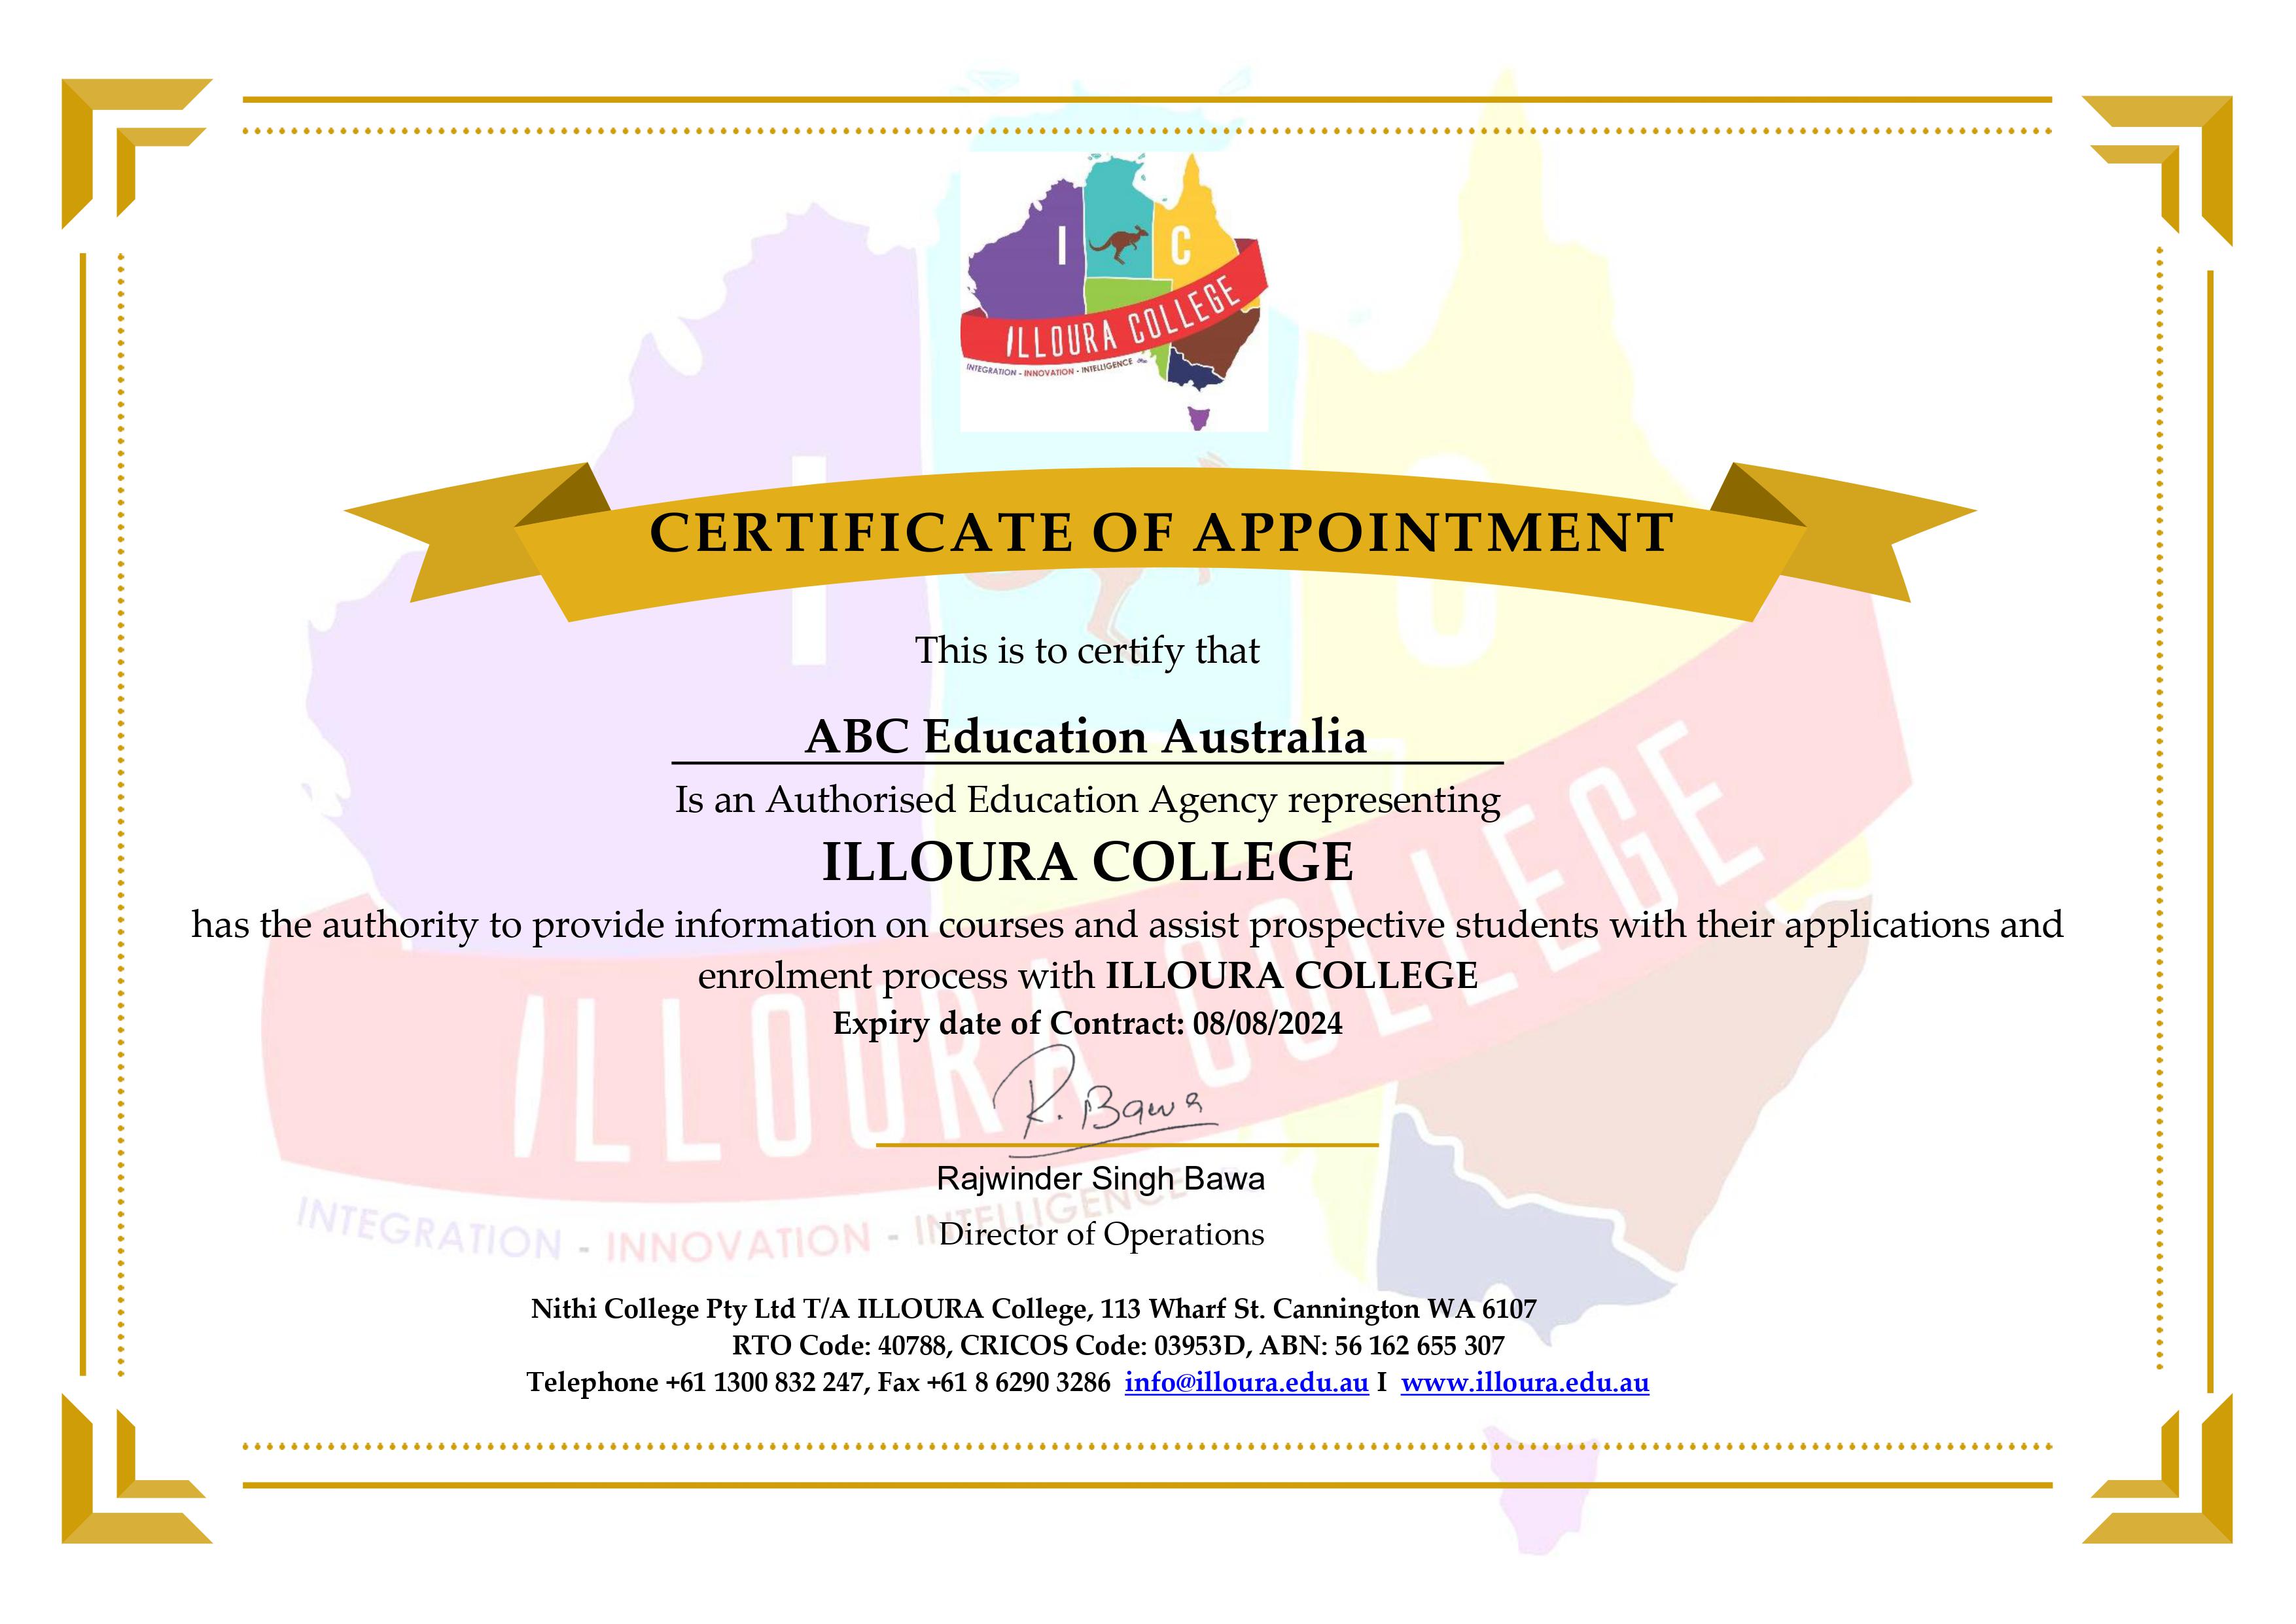 I C
ILLOURA COLLEGE
INTEGRATION - INNOVATION - INTELLIGENCE
CERTIFICATE OF APPOINTMENT
This is to certify that
ABC Education Australia
Is an Authorised Education Agency representing
ILLOURA COLLEGE
has the authority to provide information on courses and assist prospective students with their applications and
enrolment process with ILLOURA COLLEGE
Expiry date of Contract: 08/08/2024
R. Bawa
Rajwinder Singh Bawa
Director of Operations
Nithi College Pty Ltd T/A ILLOURA College, 113 Wharf St. Cannington WA 6107
RTO Code: 40788, CRICOS Code: 03953D, ABN: 56 162 655 307
Telephone +61 1300 832 247, Fax +61 8 6290 3286 info@illoura.edu.au I www.illoura.edu.au
I C
ILLOURA COLLEGE
INTEGRATION - INNOVATION - INTELLIGENCE